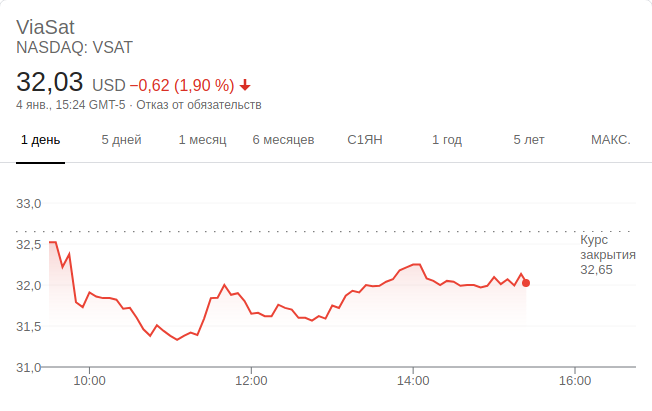 ViaSat
NASDAQ: VSAT
32,03 USD −0,62 (1,90 %)
4 янв., 15:24 GMT-5 · Отказ от обязательств
1 день 5 дней 1 месяц 6 месяцев С1ЯН 1 год 5 лет МАКС.
33,0
32,5
32,0
31,5
31,0
Курс
закрытия
32,65
10:00 12:00 14:00 16:00